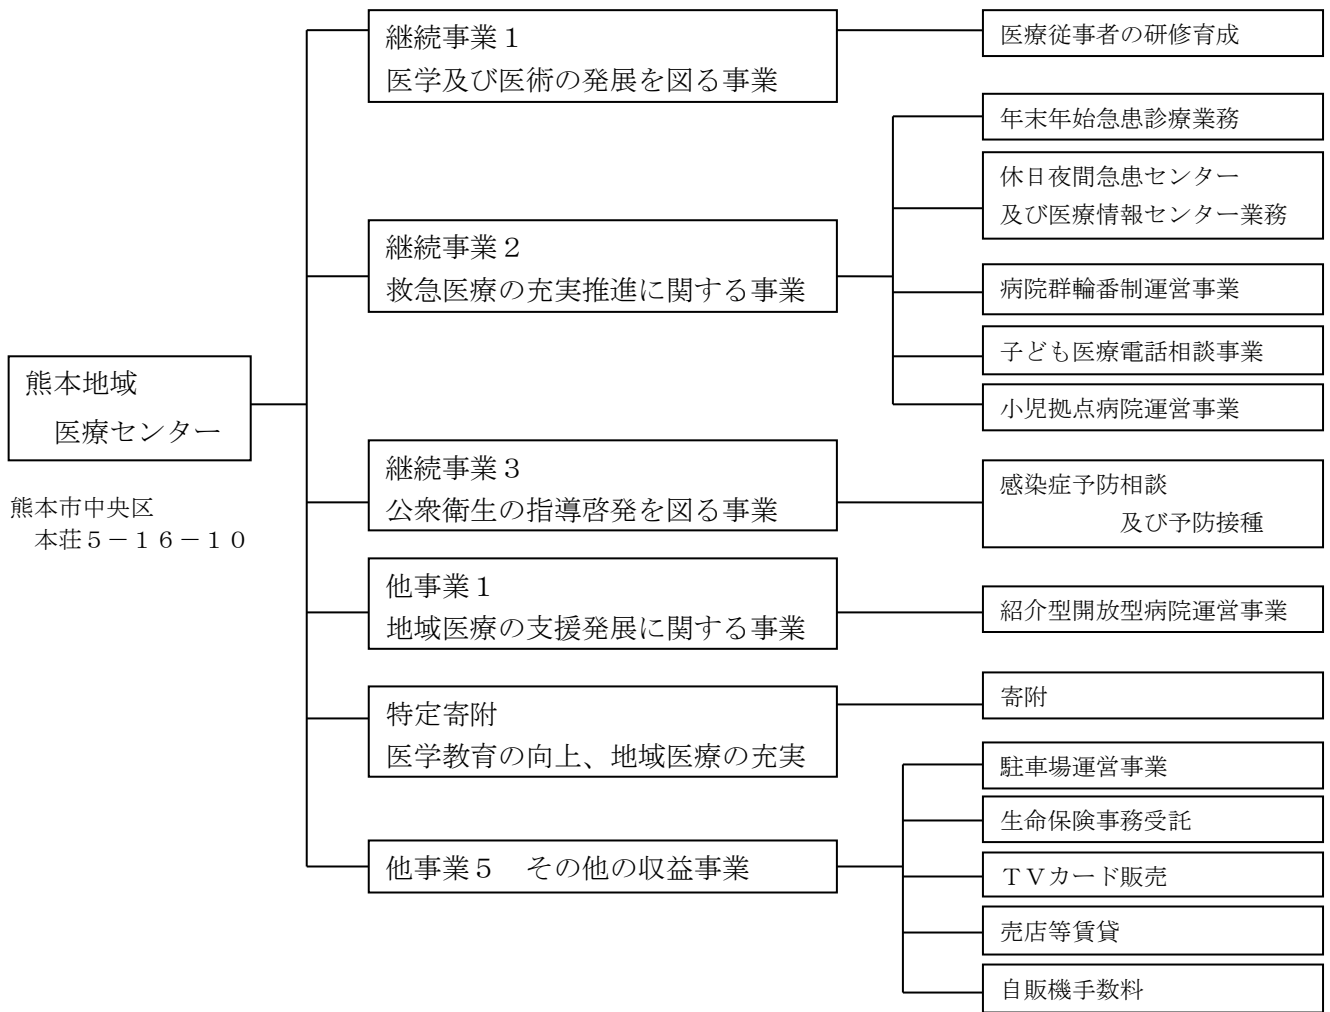 熊本地域
医療センター
熊本市中央区
本荘５－１６－１０
継続事業１
医学及び医術の発展を図る事業
医療従事者の研修育成
継続事業２
救急医療の充実推進に関する事業
年末年始急患診療業務
休日夜間急患センター
及び医療情報センター業務
病院群輪番制運営事業
子ども医療電話相談事業
小児拠点病院運営事業
継続事業３
公衆衛生の指導啓発を図る事業
感染症予防相談
及び予防接種
他事業１
地域医療の支援発展に関する事業
紹介型開放型病院運営事業
特定寄附
医学教育の向上、地域医療の充実
寄附
他事業５　その他の収益事業
駐車場運営事業
生命保険事務受託
ＴＶカード販売
売店等賃貸
自販機手数料